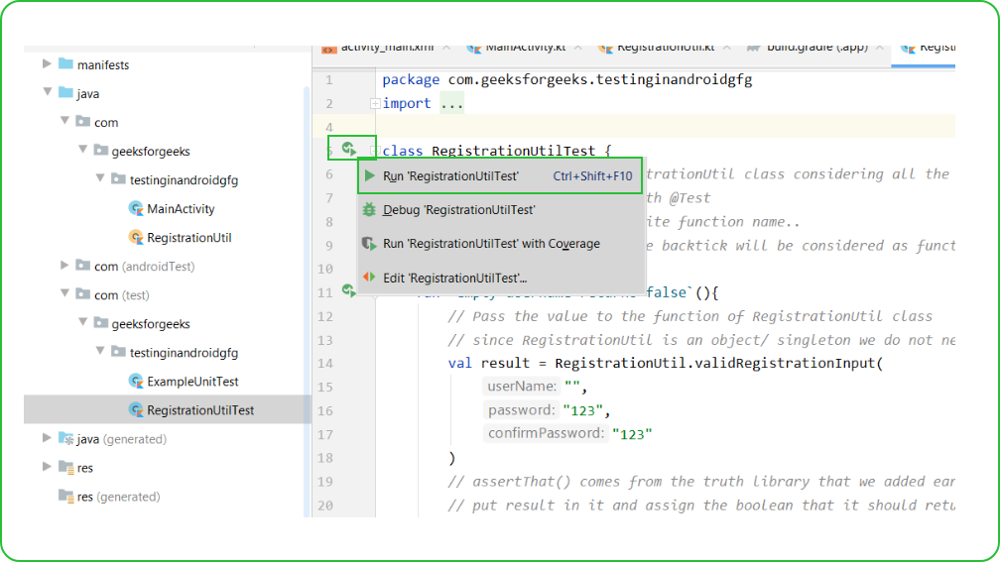 manifests
java
com
geeksforgeeks
testinginandroidgfg
MainActivity
RegistrationUtil
com (androidTest)
com (test)
geeksforgeeks
testinginandroidgfg
ExampleUnitTest
RegistrationUtilTest
java (generated)
res
res (generated)
activity_main.xml
MainActivity.kt
RegistrationUtil.kt
build.gradle (:app)
Registr
1 package com.geeksforgeeks.testinginandroidgfg
2 import ...
4
5 class RegistrationUtilTest {
Run 'RegistrationUtilTest' Ctrl+Shift+F10
Debug 'RegistrationUtilTest'
Run 'RegistrationUtilTest' with Coverage
Edit 'RegistrationUtilTest'...
6 strationUtil class considering all the
7 th @Test
8 ite function name..
9 e backtick will be considered as funct
10
11 fun `empty username returns false`(){
12 // Pass the value to the function of RegistrationUtil class
13 // since RegistrationUtil is an object/ singleton we do not ne
14 val result = RegistrationUtil.validRegistrationInput(
15 userName: "",
16 password: "123",
17 confirmPassword: "123"
18 )
19 // assertThat() comes from the truth library that we added ear
20 // put result in it and assign the boolean that it should retu